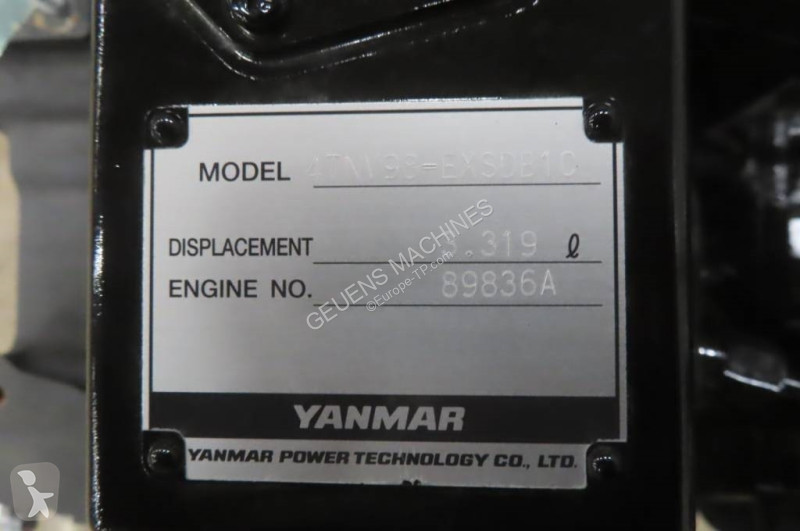 MODEL 4TNV98-EXSDB1C
DISPLACEMENT 3.319 ℓ
ENGINE NO. 89836A
GEUENS MACHINES
©Europe-TP.com
YANMAR
YANMAR POWER TECHNOLOGY CO., LTD.